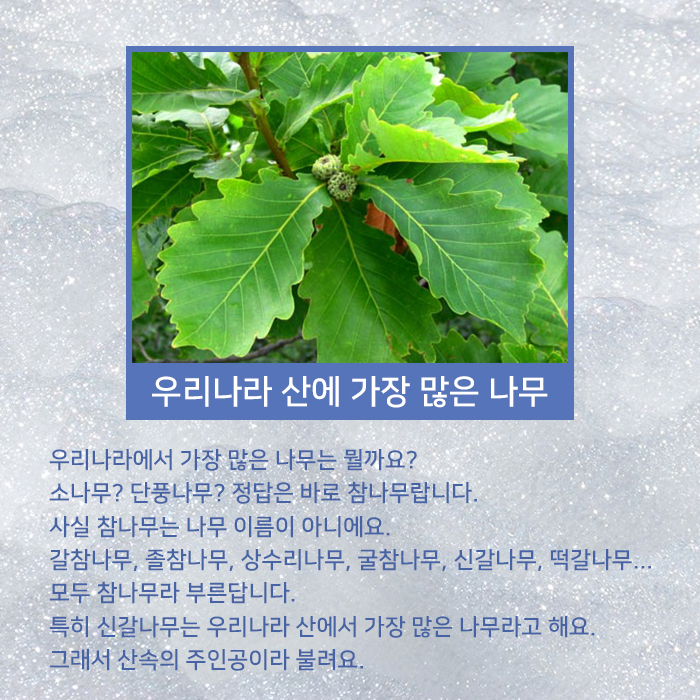 우리나라 산에 가장 많은 나무
우리나라에서 가장 많은 나무는 뭘까요?
소나무? 단풍나무? 정답은 바로 참나무랍니다.
사실 참나무는 나무 이름이 아니에요.
갈참나무, 졸참나무, 상수리나무, 굴참나무, 신갈나무, 떡갈나무...
모두 참나무라 부른답니다.
특히 신갈나무는 우리나라 산에서 가장 많은 나무라고 해요.
그래서 산속의 주인공이라 불려요.